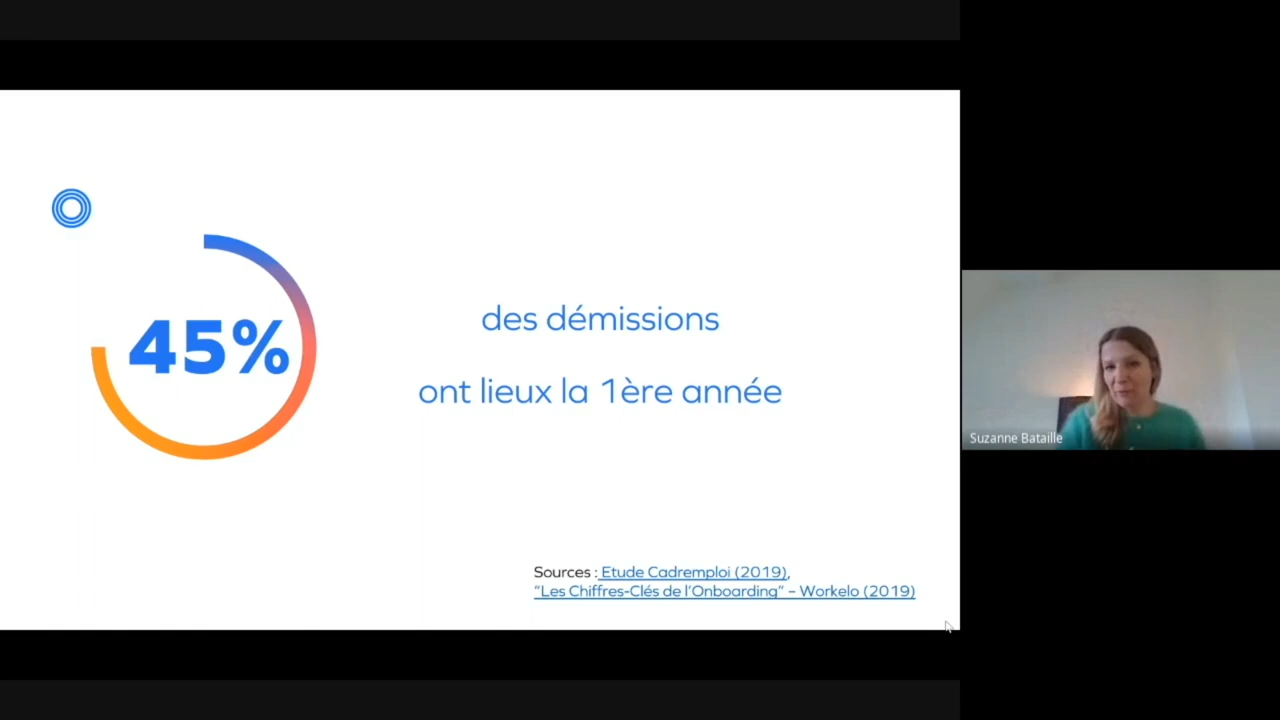 45%
des démissions
ont lieux la 1ère année
Sources : Etude Cadremploi (2019),
“Les Chiffres-Clés de l’Onboarding” – Workelo (2019)
Suzanne Bataille